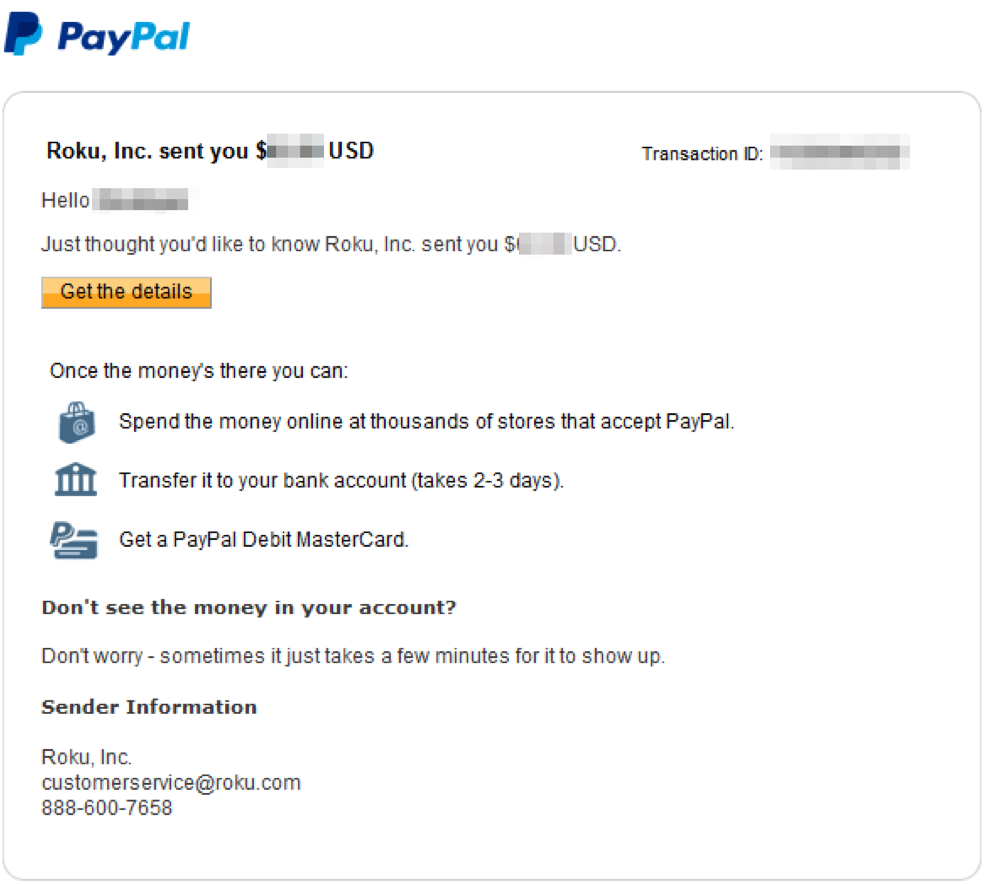 PayPal
Roku, Inc. sent you $ USD
Transaction ID:
Hello
Just thought you'd like to know Roku, Inc. sent you $ USD.
Get the details
Once the money's there you can:
Spend the money online at thousands of stores that accept PayPal.
Transfer it to your bank account (takes 2-3 days).
Get a PayPal Debit MasterCard.
Don't see the money in your account?
Don't worry - sometimes it just takes a few minutes for it to show up.
Sender Information
Roku, Inc.
customerservice@roku.com
888-600-7658